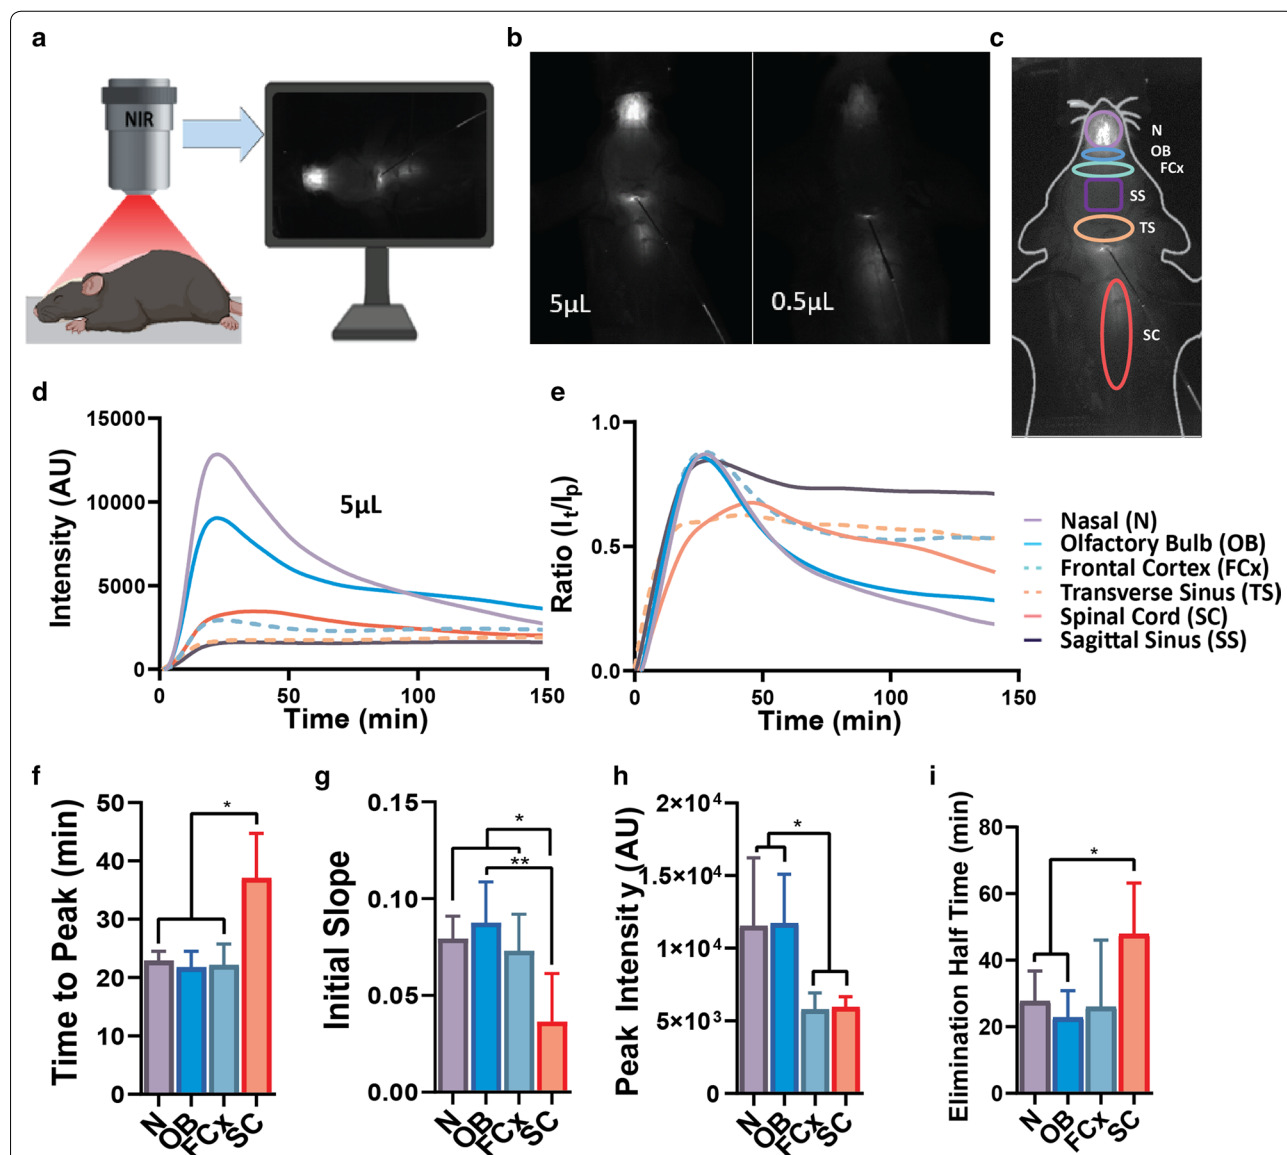 a
b
c
NIR
5µL
0.5µL
N
OB
FCx
SS
TS
SC
d
e
Intensity (AU)
15000
10000
5000
0
5µL
0
50
100
150
Time (min)
Ratio (It/Ip)
1.0
0.5
0.0
0
50
100
150
Time (min)
Nasal (N)
Olfactory Bulb (OB)
Frontal Cortex (FCx)
Transverse Sinus (TS)
Spinal Cord (SC)
Sagittal Sinus (SS)
f
Time to Peak (min)
50
40
30
20
10
0
*
N
OB
FCx
SC
g
Initial Slope
0.15
0.10
0.05
0.00
*
**
N
OB
FCx
SC
h
Peak Intensity (AU)
2×10⁴
1.5×10⁴
1×10⁴
5×10³
0
*
N
OB
FCx
SC
i
Elimination Half Time (min)
80
60
40
20
0
*
N
OB
FCx
SC